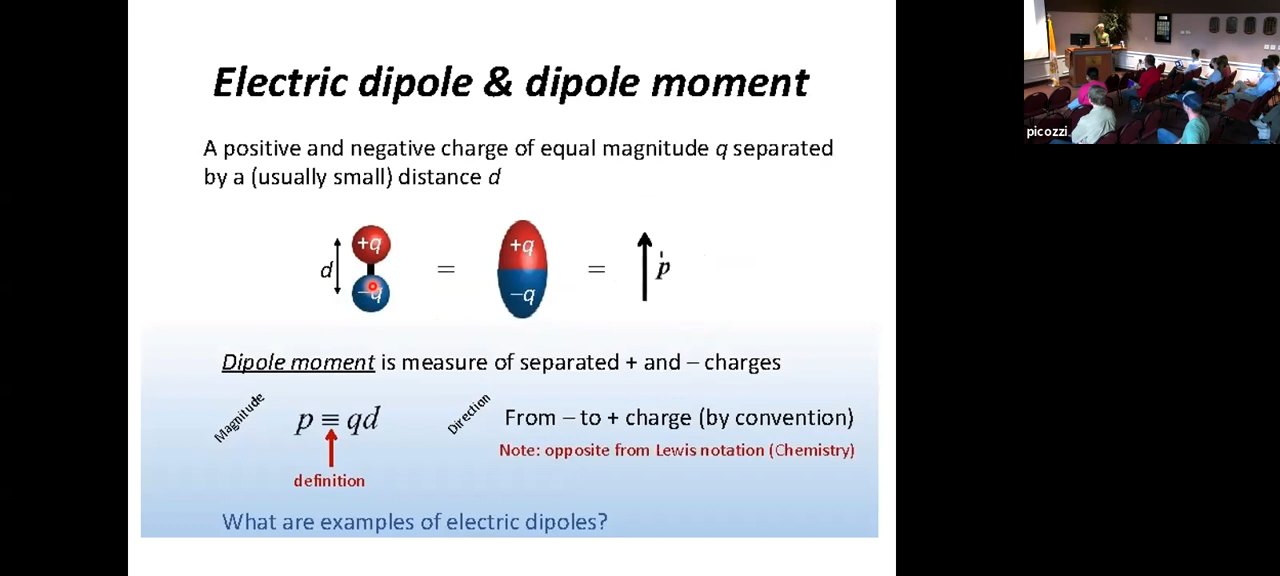 Electric dipole & dipole moment
A positive and negative charge of equal magnitude q separated
by a (usually small) distance d
d
+q
−q
=
+q
−q
=
p
Dipole moment is measure of separated + and − charges
Magnitude
p ≡ qd
definition
Direction
From − to + charge (by convention)
Note: opposite from Lewis notation (Chemistry)
What are examples of electric dipoles?
picozzi